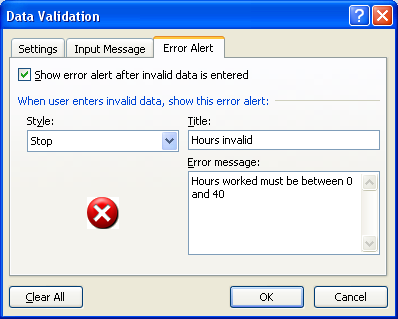 Data Validation
Settings
Input Message
Error Alert
Show error alert after invalid data is entered
When user enters invalid data, show this error alert:
Style:
Title:
Stop
Hours invalid
Error message:
Hours worked must be between 0
and 40
Clear All
OK
Cancel